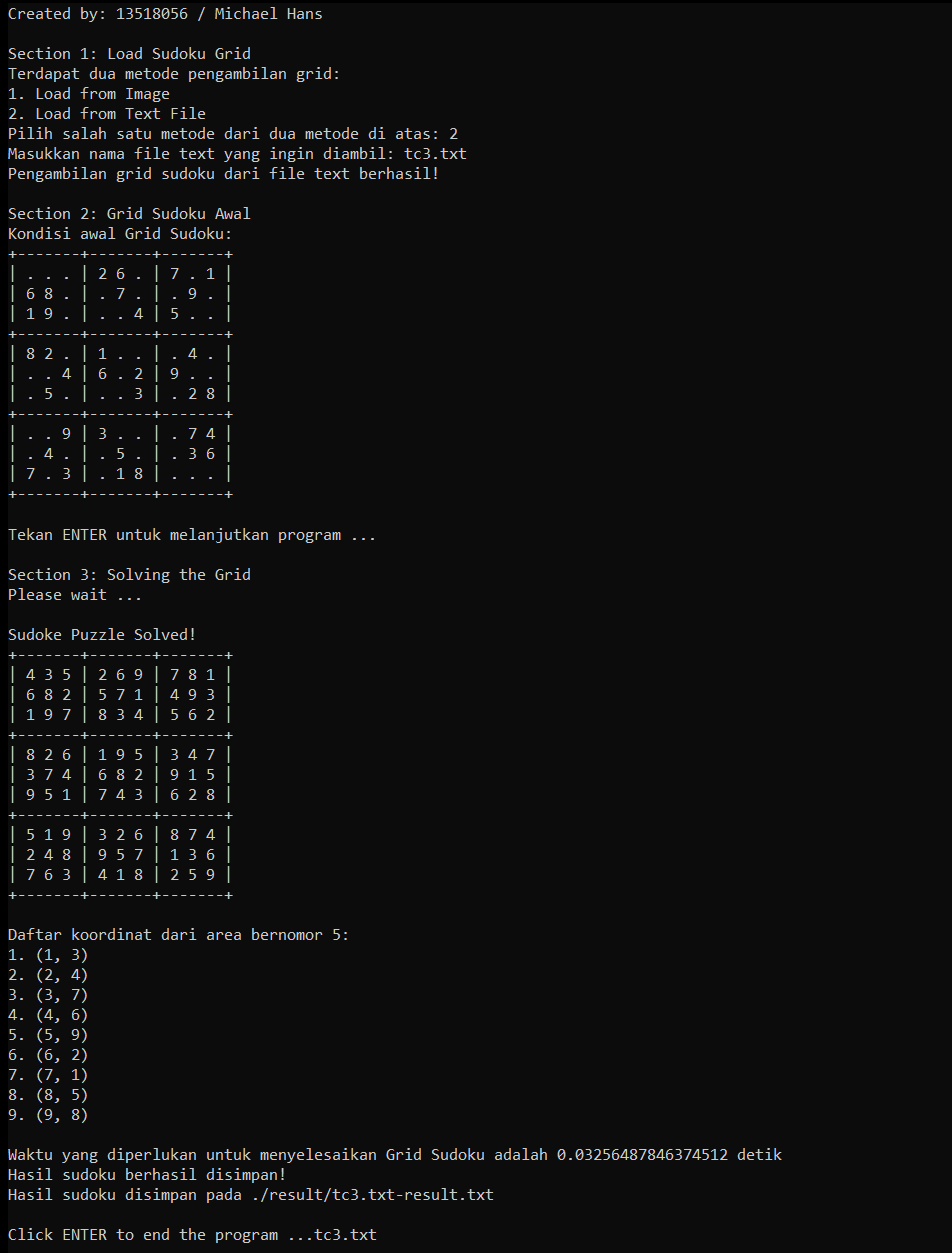 Created by: 13518056 / Michael Hans
Section 1: Load Sudoku Grid
Terdapat dua metode pengambilan grid:
1. Load from Image
2. Load from Text File
Pilih salah satu metode dari dua metode di atas: 2
Masukkan nama file text yang ingin diambil: tc3.txt
Pengambilan grid sudoku dari file text berhasil!
Section 2: Grid Sudoku Awal
Kondisi awal Grid Sudoku:
+-------+-------+-------+
| . . . | 2 6 . | 7 . 1 |
| 6 8 . | . 7 . | . 9 . |
| 1 9 . | . . 4 | 5 . . |
+-------+-------+-------+
| 8 2 . | 1 . . | . 4 . |
| . . 4 | 6 . 2 | 9 . . |
| . 5 . | . . 3 | . 2 8 |
+-------+-------+-------+
| . . 9 | 3 . . | . 7 4 |
| . 4 . | . 5 . | . 3 6 |
| 7 . 3 | . 1 8 | . . . |
+-------+-------+-------+
Tekan ENTER untuk melanjutkan program ...
Section 3: Solving the Grid
Please wait ...
Sudoke Puzzle Solved!
+-------+-------+-------+
| 4 3 5 | 2 6 9 | 7 8 1 |
| 6 8 2 | 5 7 1 | 4 9 3 |
| 1 9 7 | 8 3 4 | 5 6 2 |
+-------+-------+-------+
| 8 2 6 | 1 9 5 | 3 4 7 |
| 3 7 4 | 6 8 2 | 9 1 5 |
| 9 5 1 | 7 4 3 | 6 2 8 |
+-------+-------+-------+
| 5 1 9 | 3 2 6 | 8 7 4 |
| 2 4 8 | 9 5 7 | 1 3 6 |
| 7 6 3 | 4 1 8 | 2 5 9 |
+-------+-------+-------+
Daftar koordinat dari area bernomor 5:
1. (1, 3)
2. (2, 4)
3. (3, 7)
4. (4, 6)
5. (5, 9)
6. (6, 2)
7. (7, 1)
8. (8, 5)
9. (9, 8)
Waktu yang diperlukan untuk menyelesaikan Grid Sudoku adalah 0.03256487846374512 detik
Hasil sudoku berhasil disimpan!
Hasil sudoku disimpan pada ./result/tc3.txt-result.txt
Click ENTER to end the program ...tc3.txt